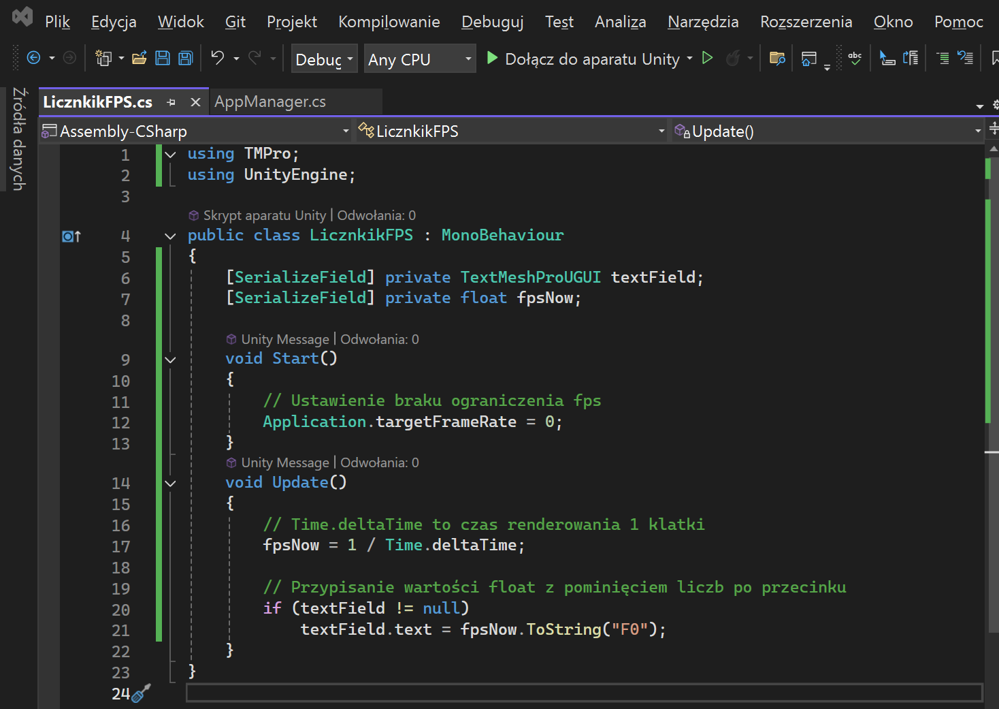 Plik Edycja Widok Git Projekt Kompilowanie Debuguj Test Analiza Narzędzia Rozszerzenia Okno Pomoc
Debug Any CPU Dołącz do aparatu Unity abc
Źródła danych
LicznkikFPS.cs AppManager.cs
Assembly-CSharp LicznkikFPS Update()
1 using TMPro;
2 using UnityEngine;
3
Skrypt aparatu Unity | Odwołania: 0
4 public class LicznkikFPS : MonoBehaviour
5 {
6 [SerializeField] private TextMeshProUGUI textField;
7 [SerializeField] private float fpsNow;
8
Unity Message | Odwołania: 0
9 void Start()
10 {
11 // Ustawienie braku ograniczenia fps
12 Application.targetFrameRate = 0;
13 }
Unity Message | Odwołania: 0
14 void Update()
15 {
16 // Time.deltaTime to czas renderowania 1 klatki
17 fpsNow = 1 / Time.deltaTime;
18
19 // Przypisanie wartości float z pominięciem liczb po przecinku
20 if (textField != null)
21 textField.text = fpsNow.ToString("F0");
22 }
23 }
24